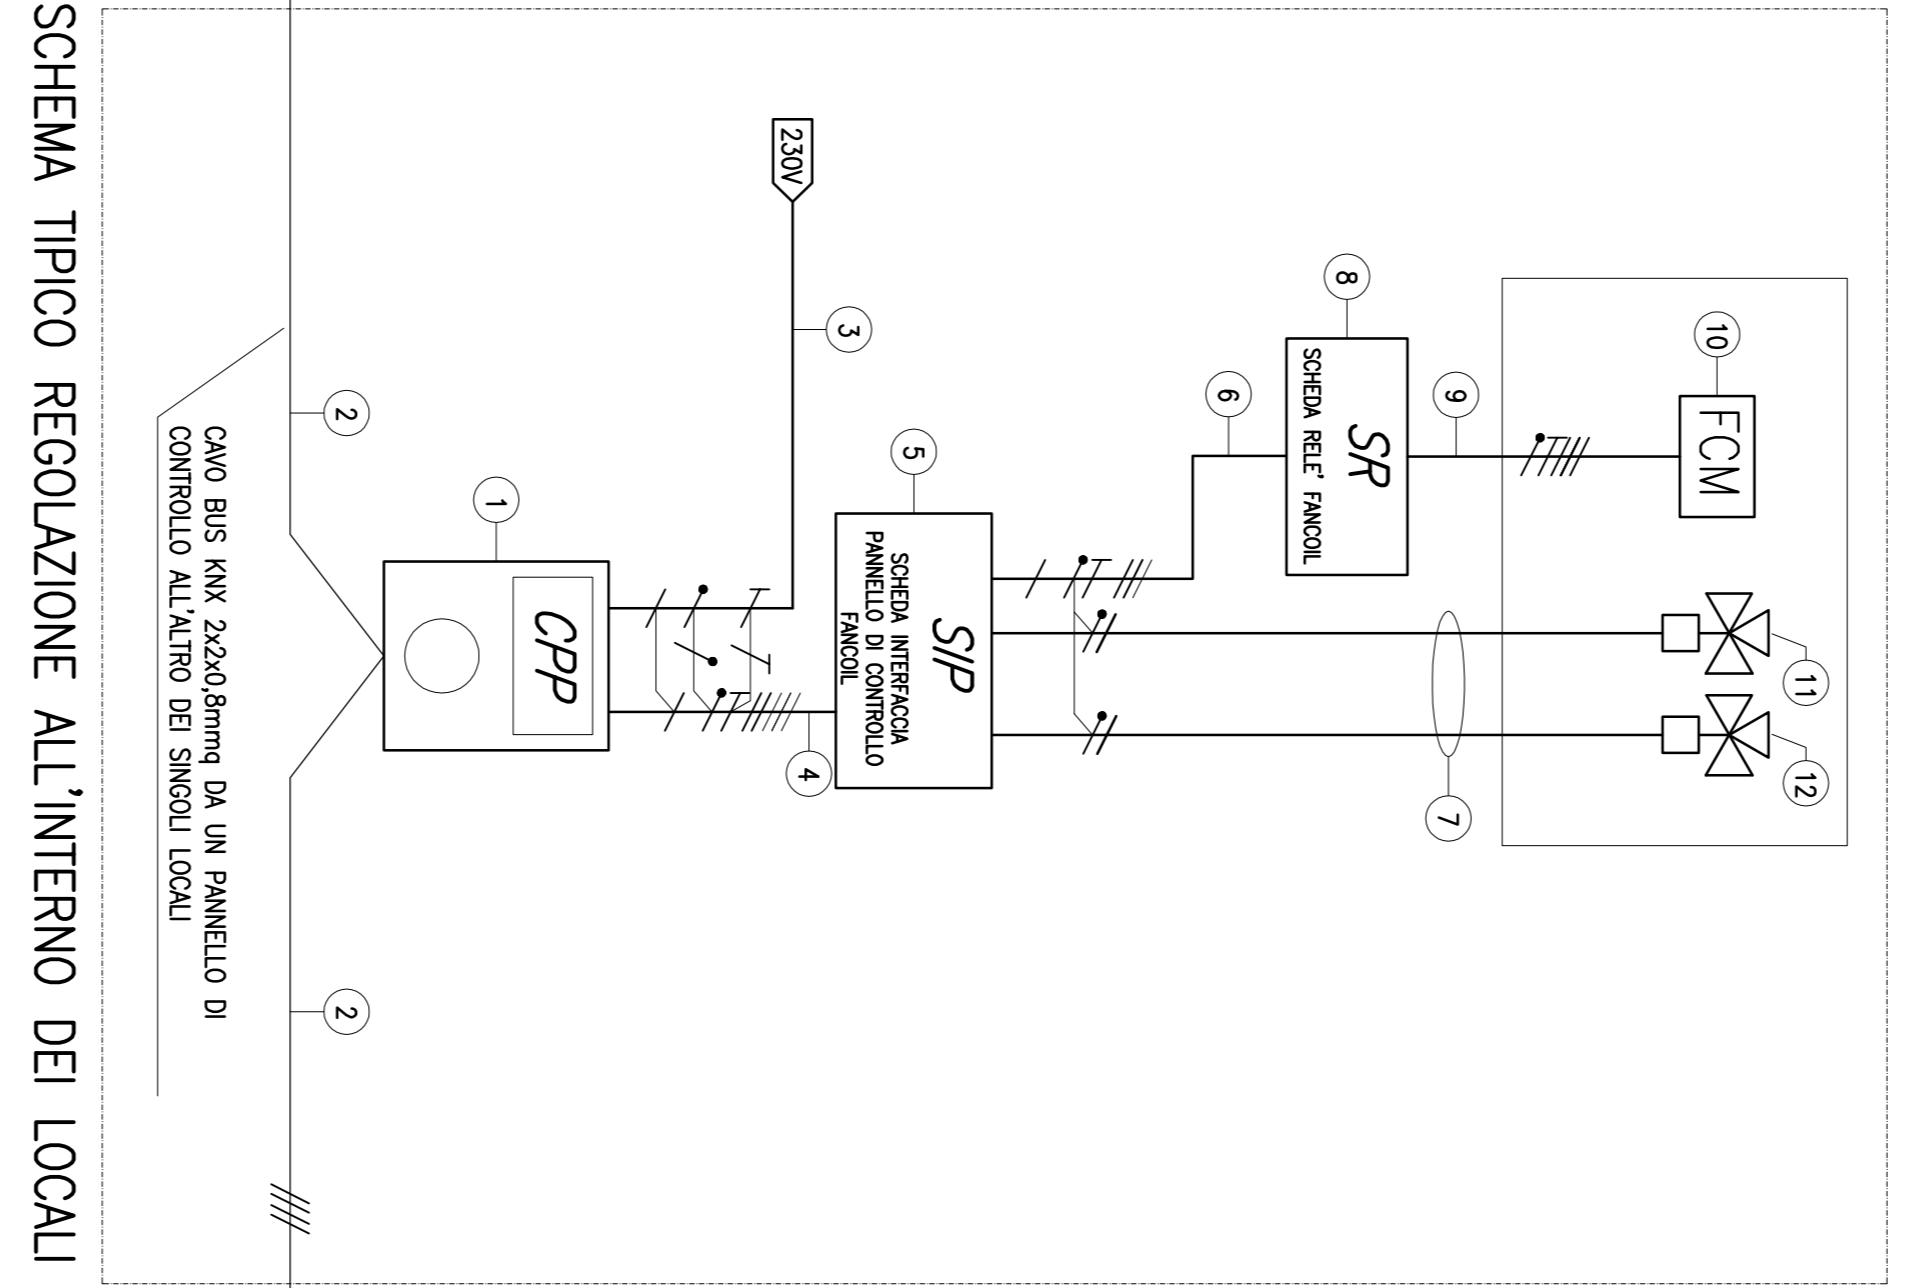 SCHEMA TIPICO REGOLAZIONE ALL'INTERNO DEI LOCALI
10
FCM
11
12
8
SR
SCHEDA RELE' FANCOIL
9
6
7
5
SIP
SCHEDA INTERFACCIA
PANNELLO DI CONTROLLO
FANCOIL
230V
3
4
1
CPP
2
2
CAVO BUS KNX 2x2x0,8mmq DA UN PANNELLO DI
CONTROLLO ALL'ALTRO DEI SINGOLI LOCALI